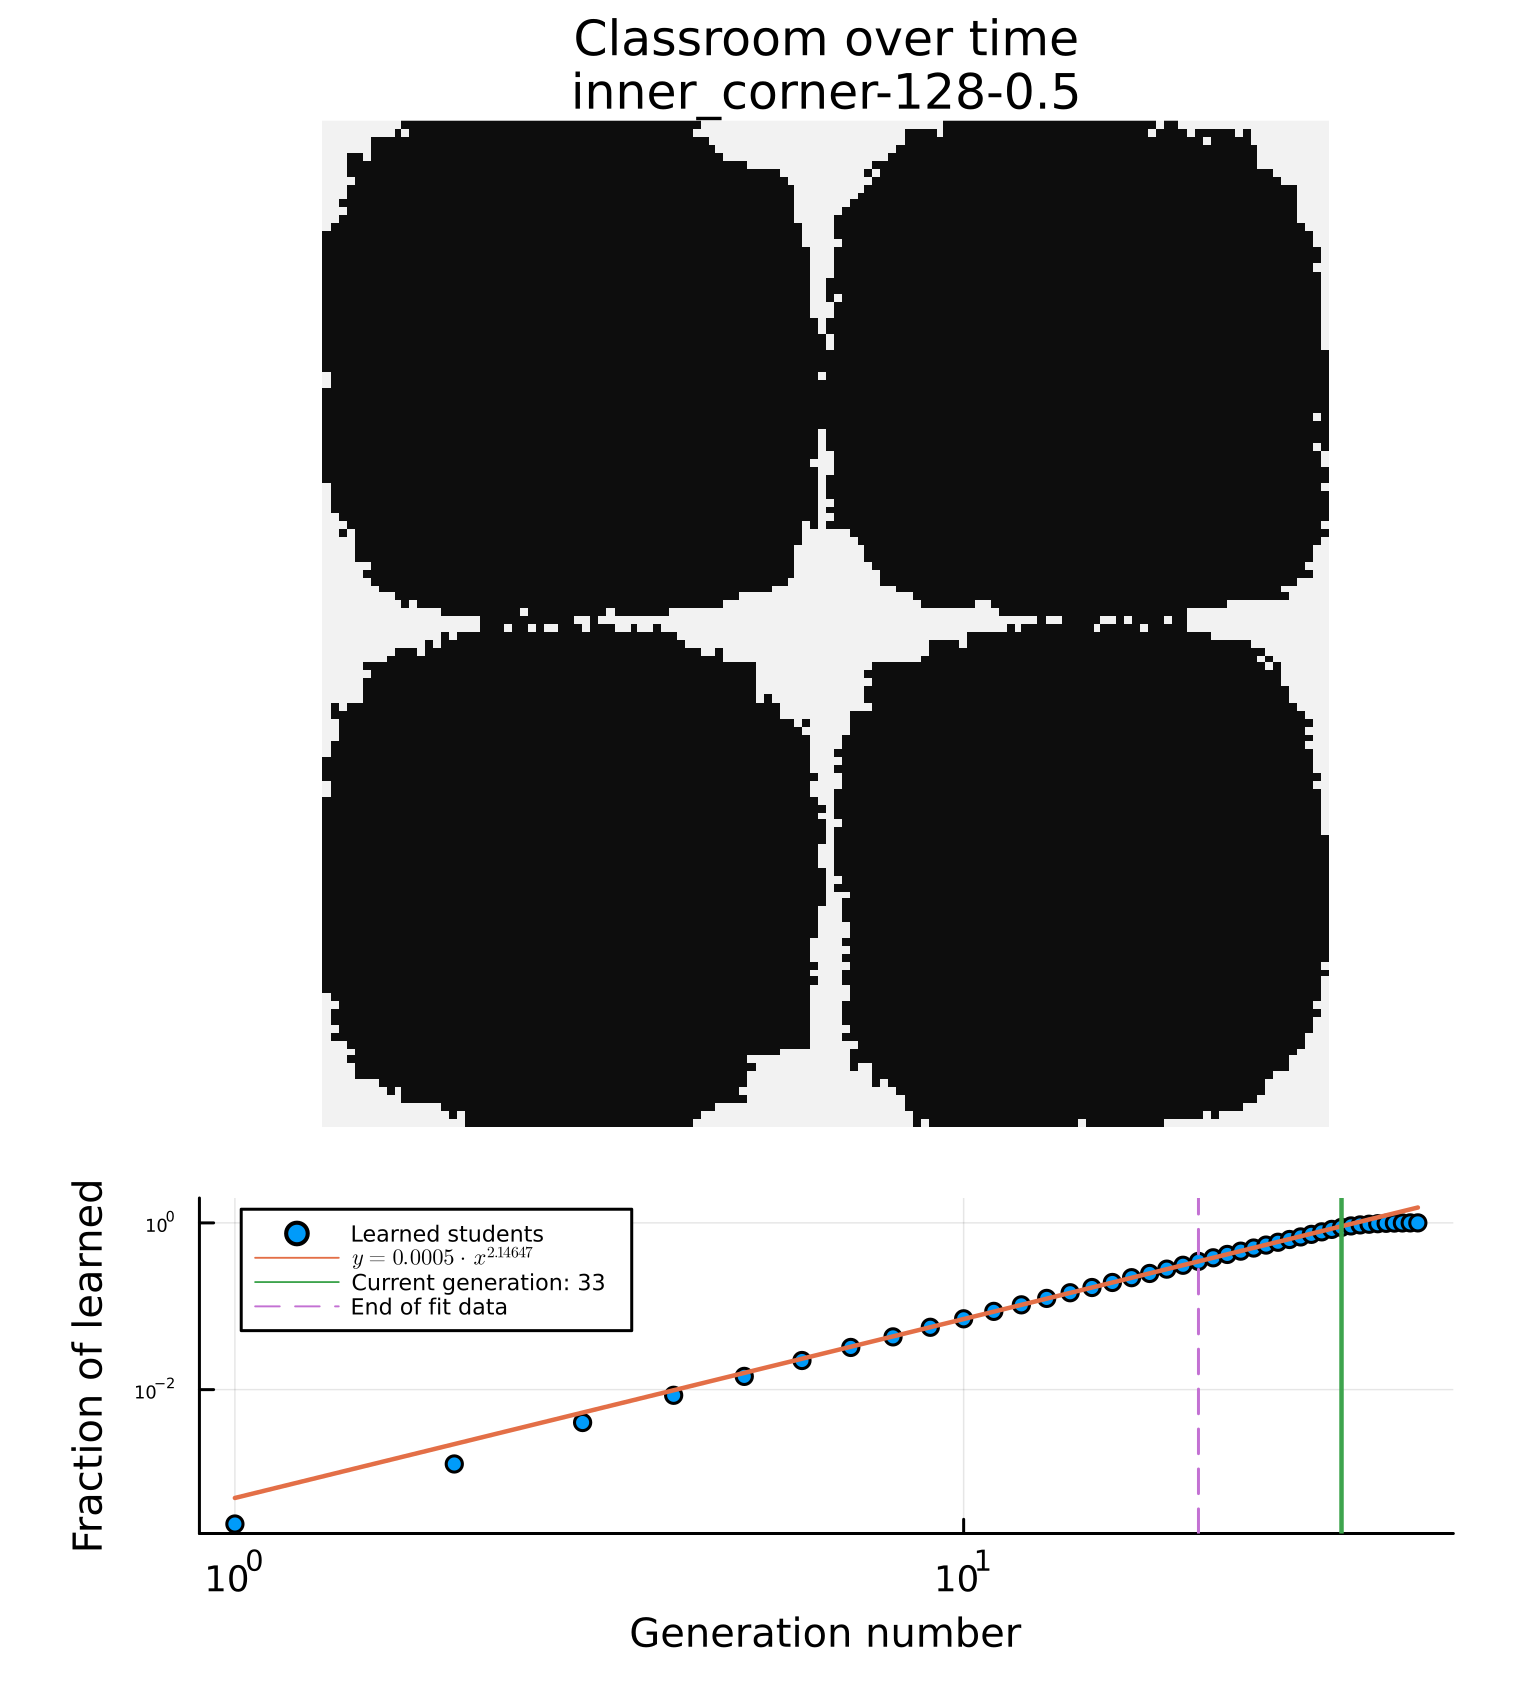 Classroom over time
inner_corner-128-0.5
Fraction of learned
10^0
10^−2
Learned students
y = 0.0005 · x^2.14647
Current generation: 33
End of fit data
10^0
10^1
Generation number